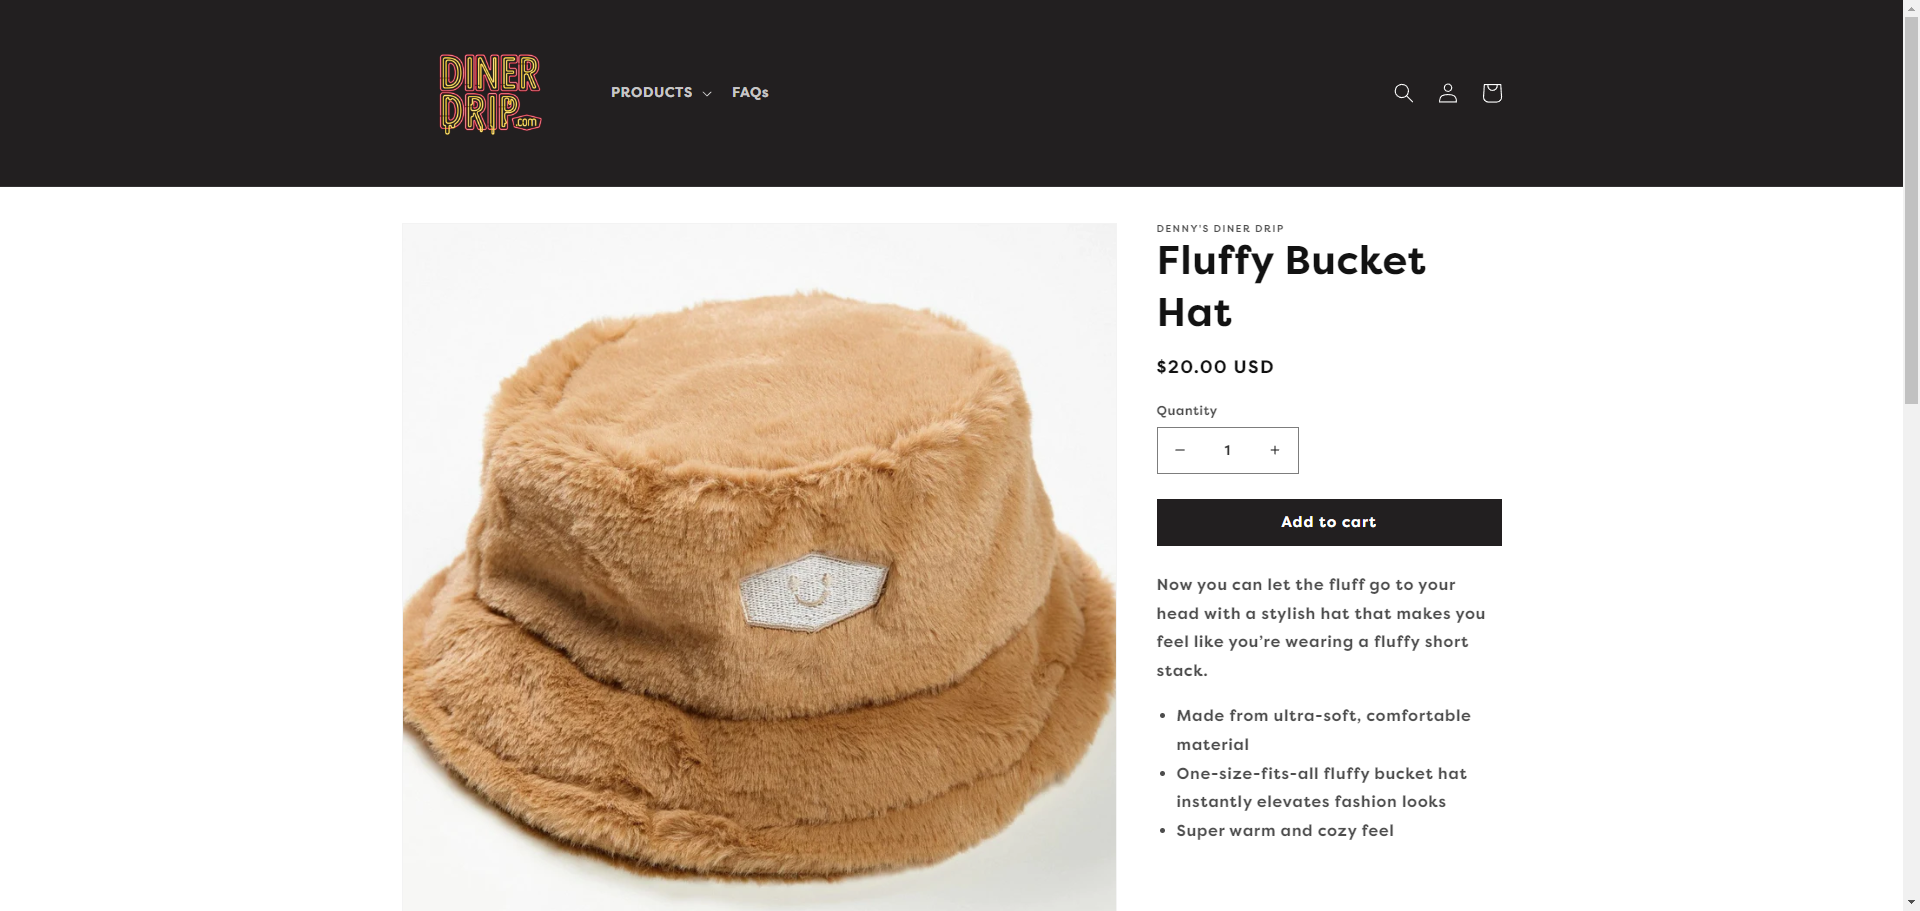 DINER
DRIP
.com
PRODUCTS
FAQs
DENNY'S DINER DRIP
Fluffy Bucket
Hat
$20.00 USD
Quantity
1
Add to cart
Now you can let the fluff go to your
head with a stylish hat that makes you
feel like you’re wearing a fluffy short
stack.
• Made from ultra-soft, comfortable
material
• One-size-fits-all fluffy bucket hat
instantly elevates fashion looks
• Super warm and cozy feel